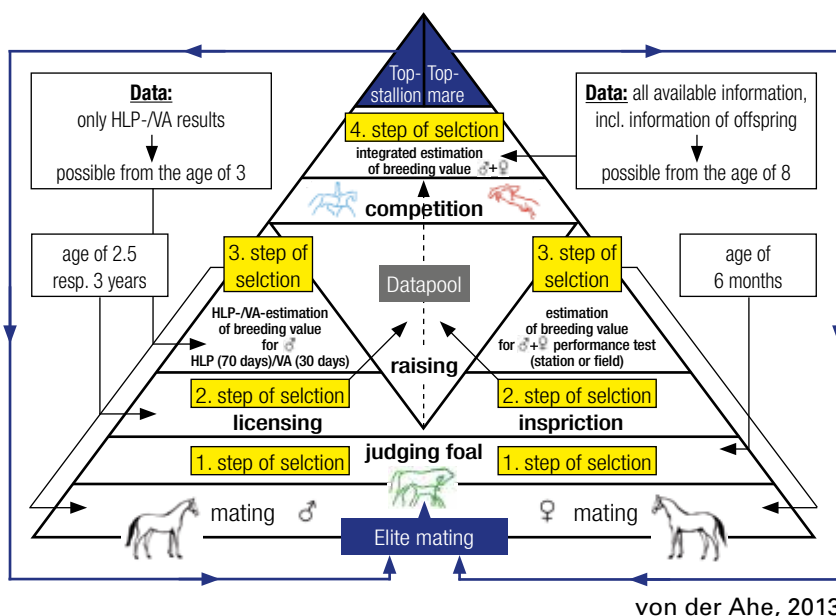 Top-
stallion
Top-
mare
Data:
only HLP-/VA results
possible from the age of 3
Data: all available information,
incl. information of offspring
possible from the age of 8
4. step of selction
integrated estimation
of breeding value ♂+♀
competition
age of 2.5
resp. 3 years
3. step of
selction
3. step of
selction
age of
6 months
Datapool
HLP-/VA-estimation
of breeding value
for ♂
HLP (70 days)/VA (30 days)
estimation
of breeding value
for ♂+♀ performance test
(station or field)
raising
2. step of selction
licensing
2. step of selction
inspriction
judging foal
1. step of selction
1. step of selction
mating ♂
♀ mating
Elite mating
von der Ahe, 2013